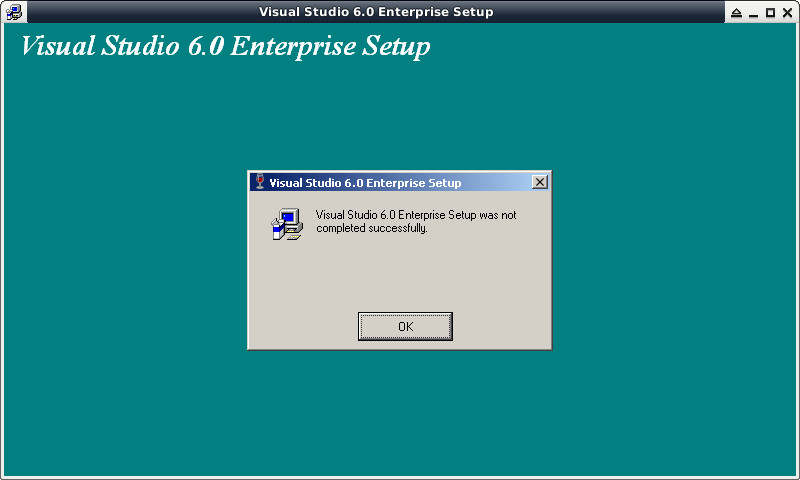 Visual Studio 6.0 Enterprise Setup
Visual Studio 6.0 Enterprise Setup
Visual Studio 6.0 Enterprise Setup
Visual Studio 6.0 Enterprise Setup was not
completed successfully.
OK